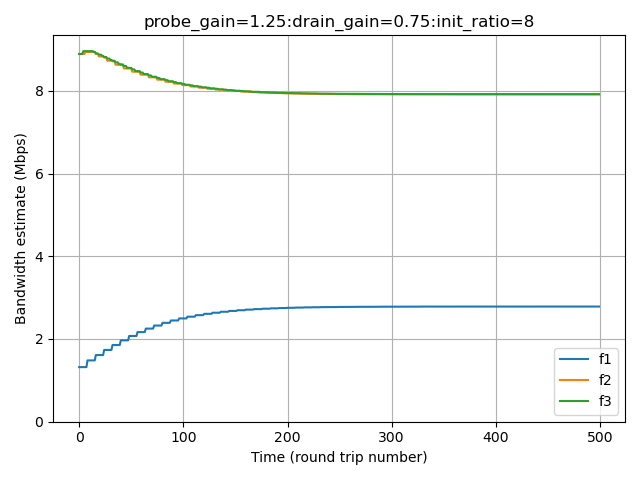 probe_gain=1.25:drain_gain=0.75:init_ratio=8
Bandwidth estimate (Mbps)
8
6
4
2
0
0 100 200 300 400 500
Time (round trip number)
f1
f2
f3